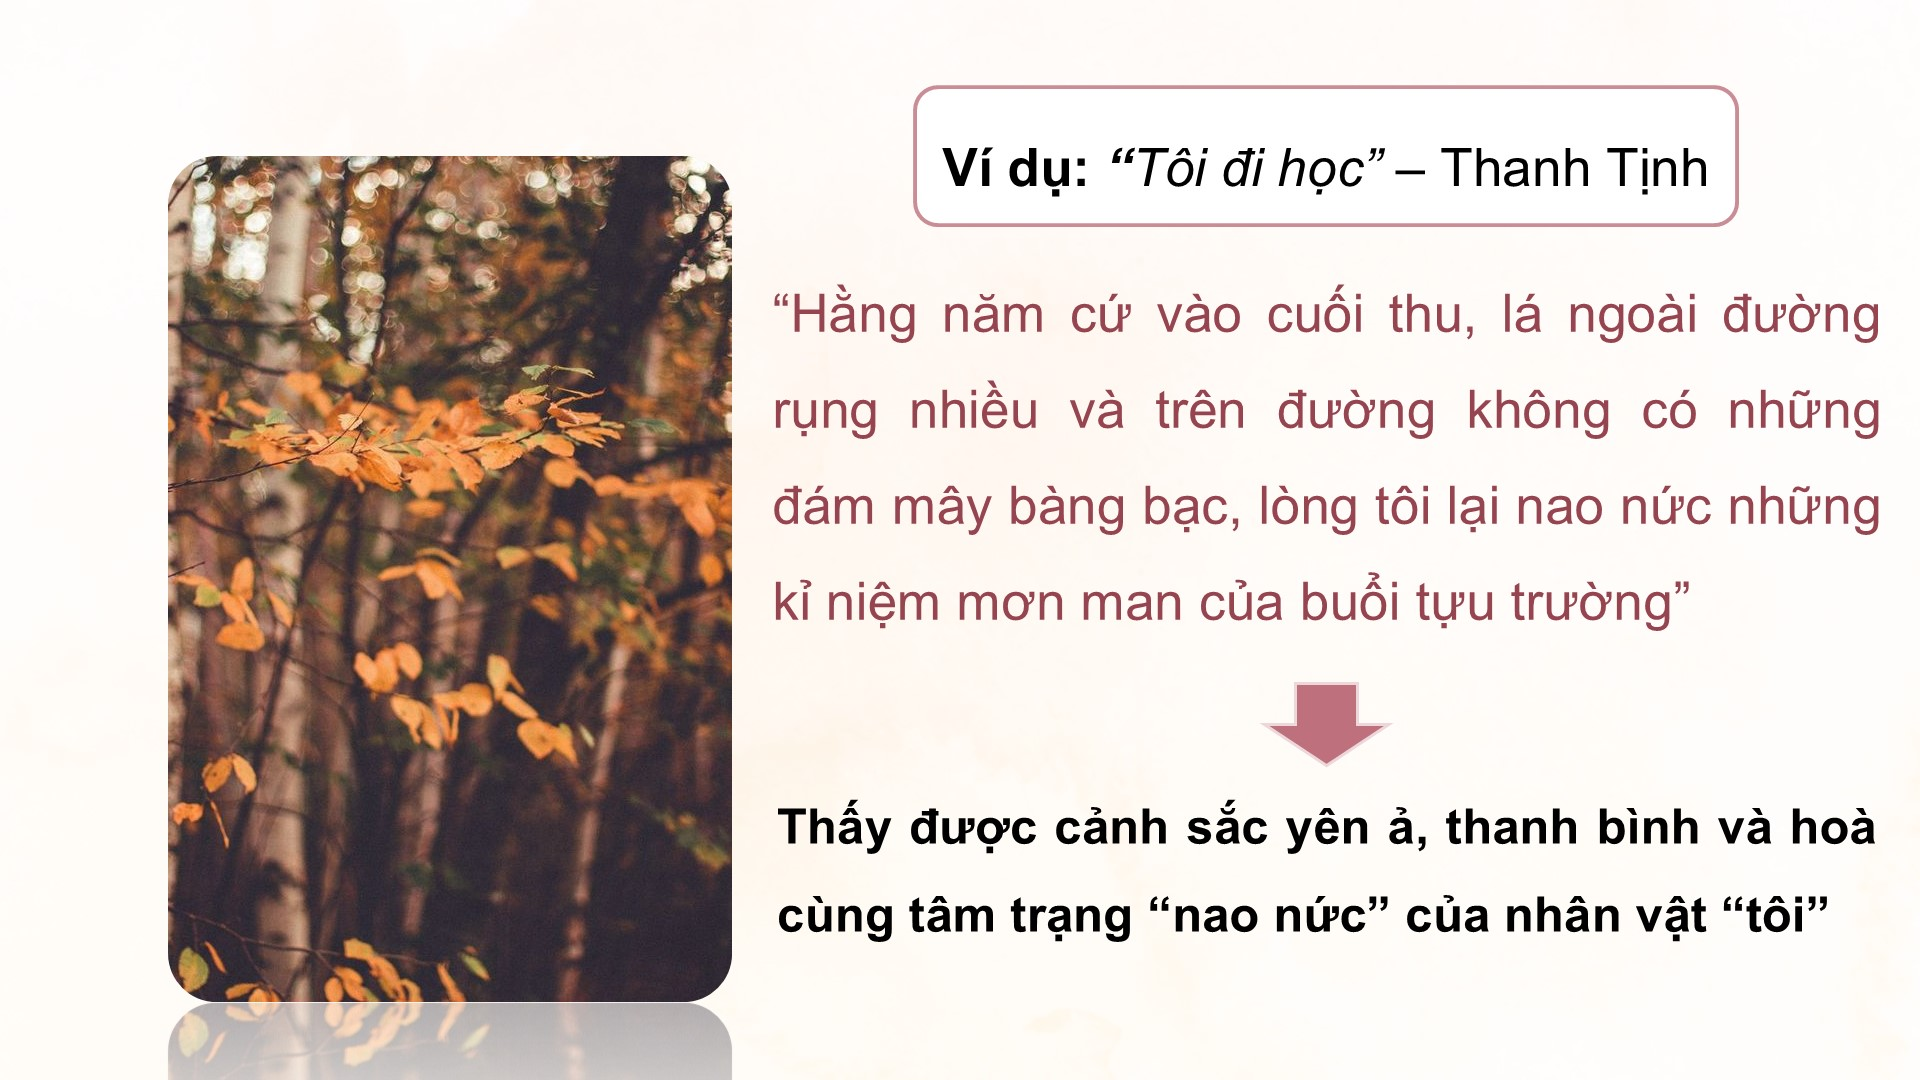 Ví dụ: “Tôi đi học” – Thanh Tịnh
“Hằng năm cứ vào cuối thu, lá ngoài đường
rụng nhiều và trên đường không có những
đám mây bàng bạc, lòng tôi lại nao nức những
kỉ niệm mơn man của buổi tựu trường”
Thấy được cảnh sắc yên ả, thanh bình và hoà
cùng tâm trạng “nao nức” của nhân vật “tôi”